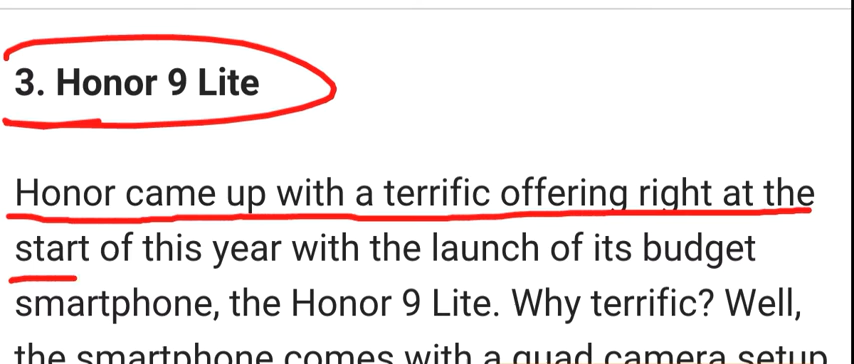 3. Honor 9 Lite
Honor came up with a terrific offering right at the
start of this year with the launch of its budget
smartphone, the Honor 9 Lite. Why terrific? Well,
the smartphone comes with a quad camera setup